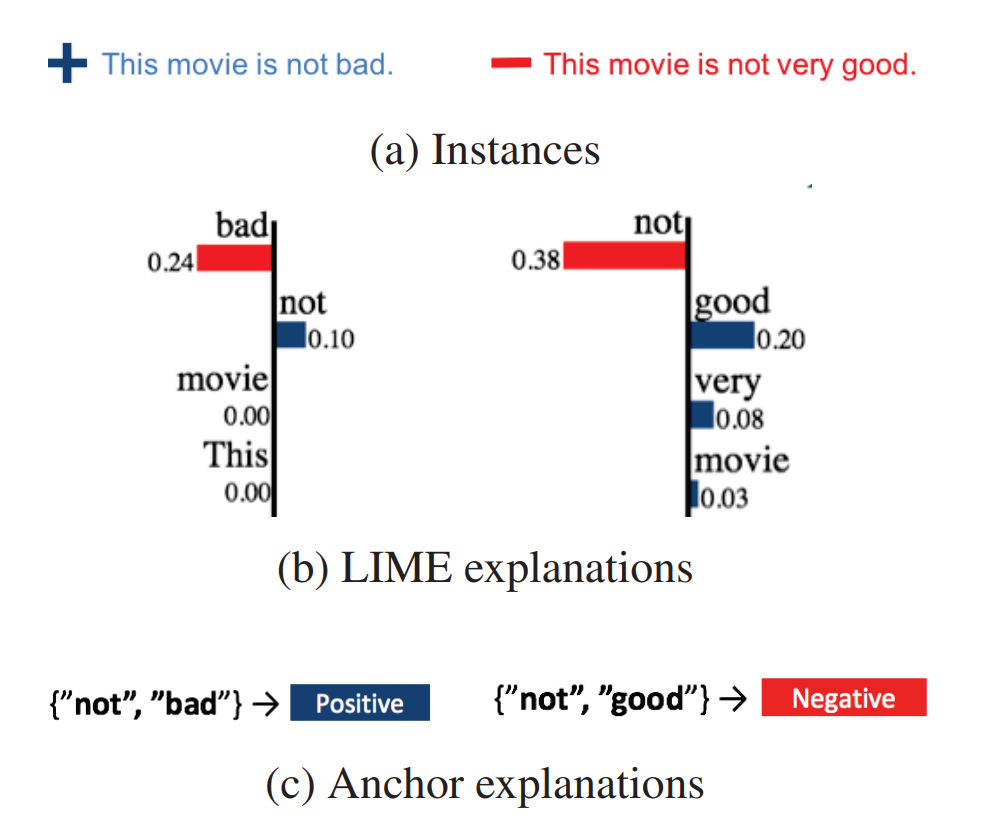 + This movie is not bad.
− This movie is not very good.
(a) Instances
bad
0.24
not
0.10
movie
0.00
This
0.00
not
0.38
good
0.20
very
0.08
movie
0.03
(b) LIME explanations
{”not”, ”bad”} → Positive
{”not”, ”good”} → Negative
(c) Anchor explanations